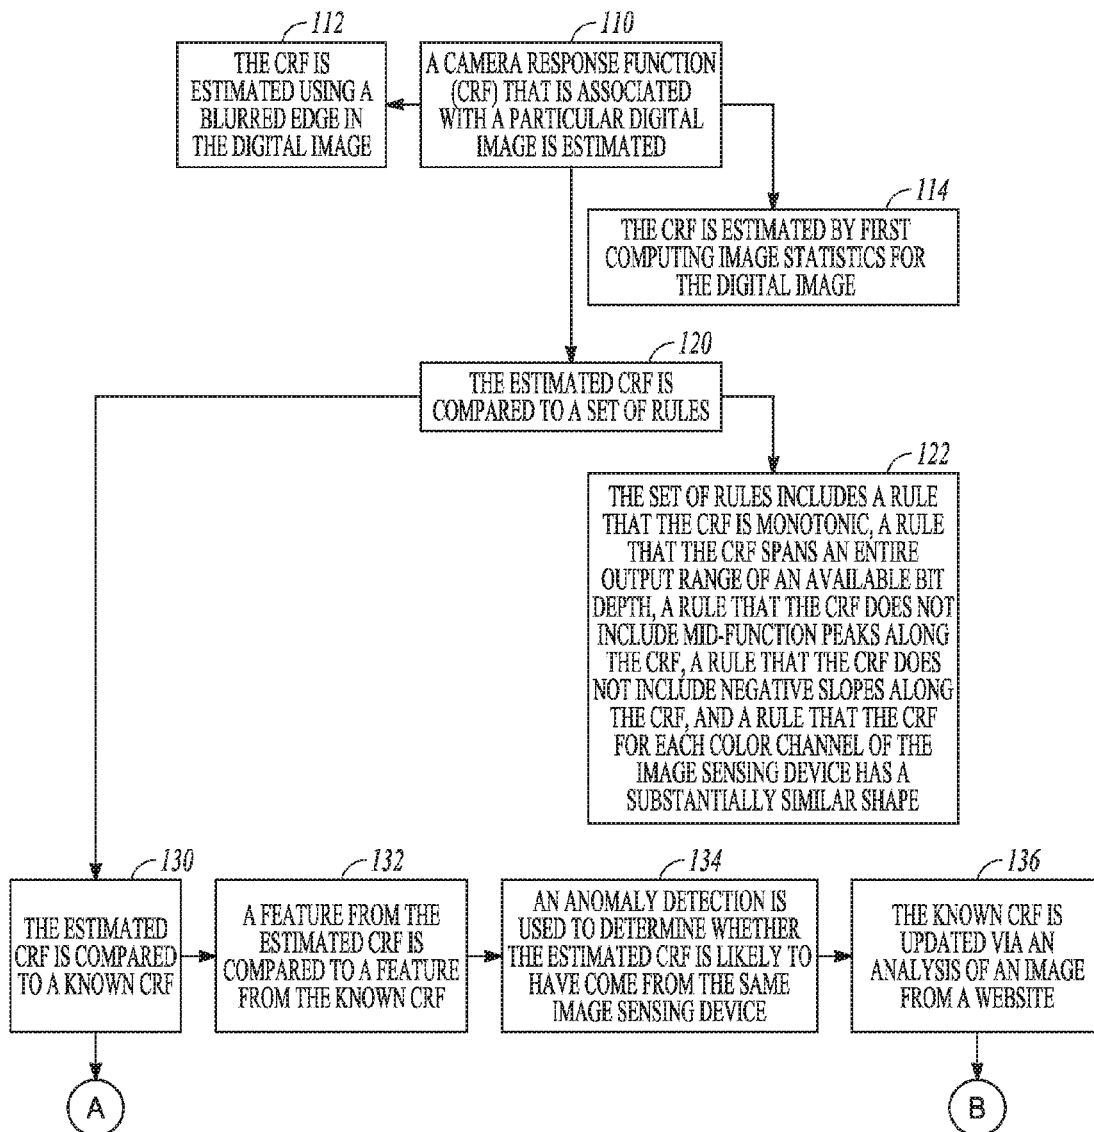 112
THE CRF IS
ESTIMATED USING A
BLURRED EDGE IN
THE DIGITAL IMAGE
110
A CAMERA RESPONSE FUNCTION
(CRF) THAT IS ASSOCIATED
WITH A PARTICULAR DIGITAL
IMAGE IS ESTIMATED
114
THE CRF IS ESTIMATED BY FIRST
COMPUTING IMAGE STATISTICS FOR
THE DIGITAL IMAGE
120
THE ESTIMATED CRF IS
COMPARED TO A SET OF RULES
122
THE SET OF RULES INCLUDES A RULE
THAT THE CRF IS MONOTONIC, A RULE
THAT THE CRF SPANS AN ENTIRE
OUTPUT RANGE OF AN AVAILABLE BIT
DEPTH, A RULE THAT THE CRF DOES NOT
INCLUDE MID-FUNCTION PEAKS ALONG
THE CRF, A RULE THAT THE CRF DOES
NOT INCLUDE NEGATIVE SLOPES ALONG
THE CRF, AND A RULE THAT THE CRF
FOR EACH COLOR CHANNEL OF THE
IMAGE SENSING DEVICE HAS A
SUBSTANTIALLY SIMILAR SHAPE
130
THE ESTIMATED
CRF IS COMPARED
TO A KNOWN CRF
132
A FEATURE FROM THE
ESTIMATED CRF IS
COMPARED TO A FEATURE
FROM THE KNOWN CRF
134
AN ANOMALY DETECTION IS
USED TO DETERMINE WHETHER
THE ESTIMATED CRF IS LIKELY TO
HAVE COME FROM THE SAME
IMAGE SENSING DEVICE
136
THE KNOWN CRF IS
UPDATED VIA AN
ANALYSIS OF AN IMAGE
FROM A WEBSITE
A
B